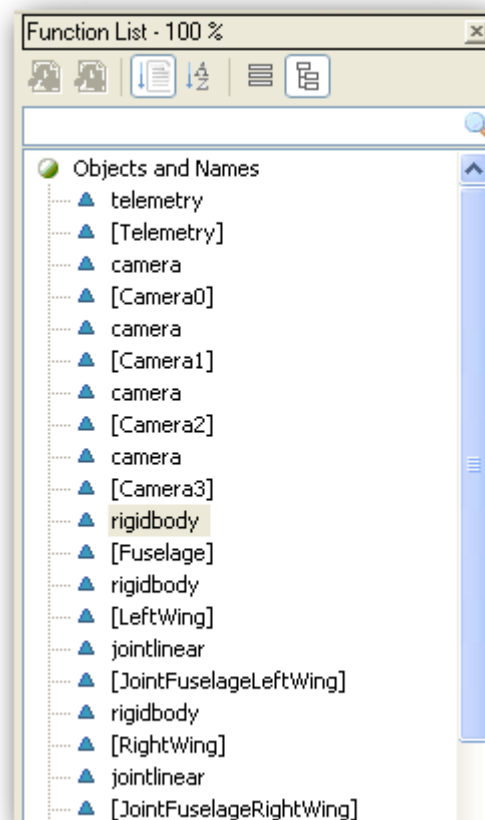 Function List - 100 %
Objects and Names
telemetry
[Telemetry]
camera
[Camera0]
camera
[Camera1]
camera
[Camera2]
camera
[Camera3]
rigidbody
[Fuselage]
rigidbody
[LeftWing]
jointlinear
[JointFuselageLeftWing]
rigidbody
[RightWing]
jointlinear
[JointFuselageRightWing]